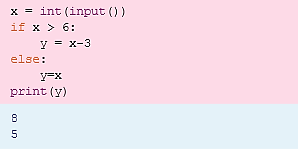 x = int(input())
if x > 6:
    y = x-3
else:
    y=x
print(y)
8
5